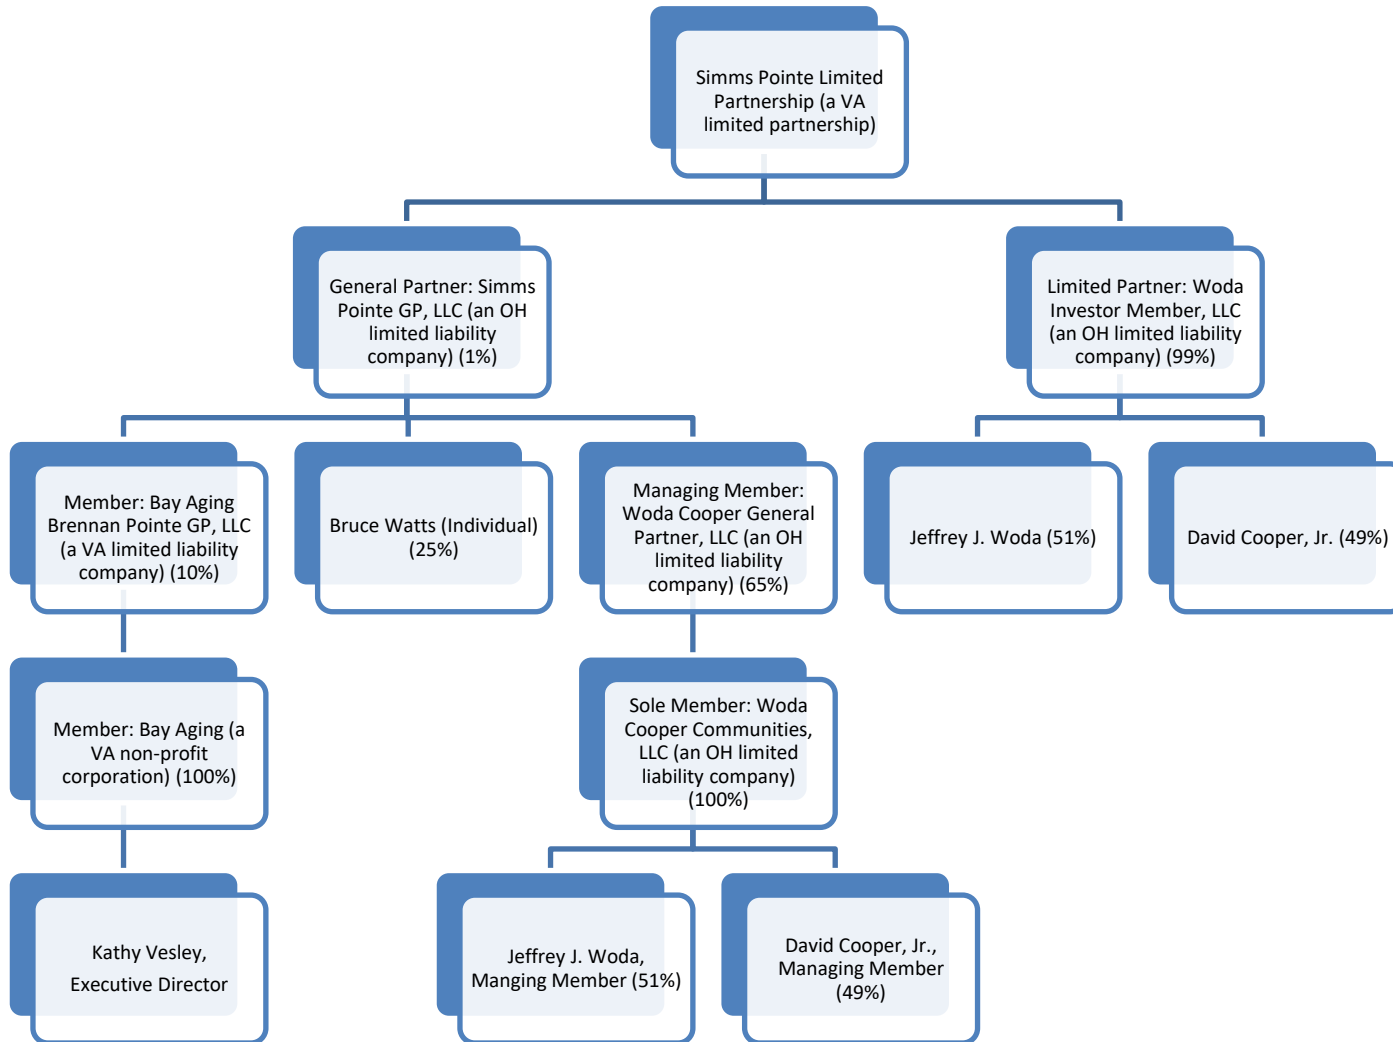 Simms Pointe Limited
Partnership (a VA
limited partnership)
General Partner: Simms
Pointe GP, LLC (an OH
limited liability
company) (1%)
Limited Partner: Woda
Investor Member, LLC
(an OH limited liability
company) (99%)
Member: Bay Aging
Brennan Pointe GP, LLC
(a VA limited liability
company) (10%)
Bruce Watts (Individual)
(25%)
Managing Member:
Woda Cooper General
Partner, LLC (an OH
limited liability
company) (65%)
Jeffrey J. Woda (51%)
David Cooper, Jr. (49%)
Member: Bay Aging (a
VA non-profit
corporation) (100%)
Sole Member: Woda
Cooper Communities,
LLC (an OH limited
liability company)
(100%)
Kathy Vesley,
Executive Director
Jeffrey J. Woda,
Manging Member (51%)
David Cooper, Jr.,
Managing Member
(49%)